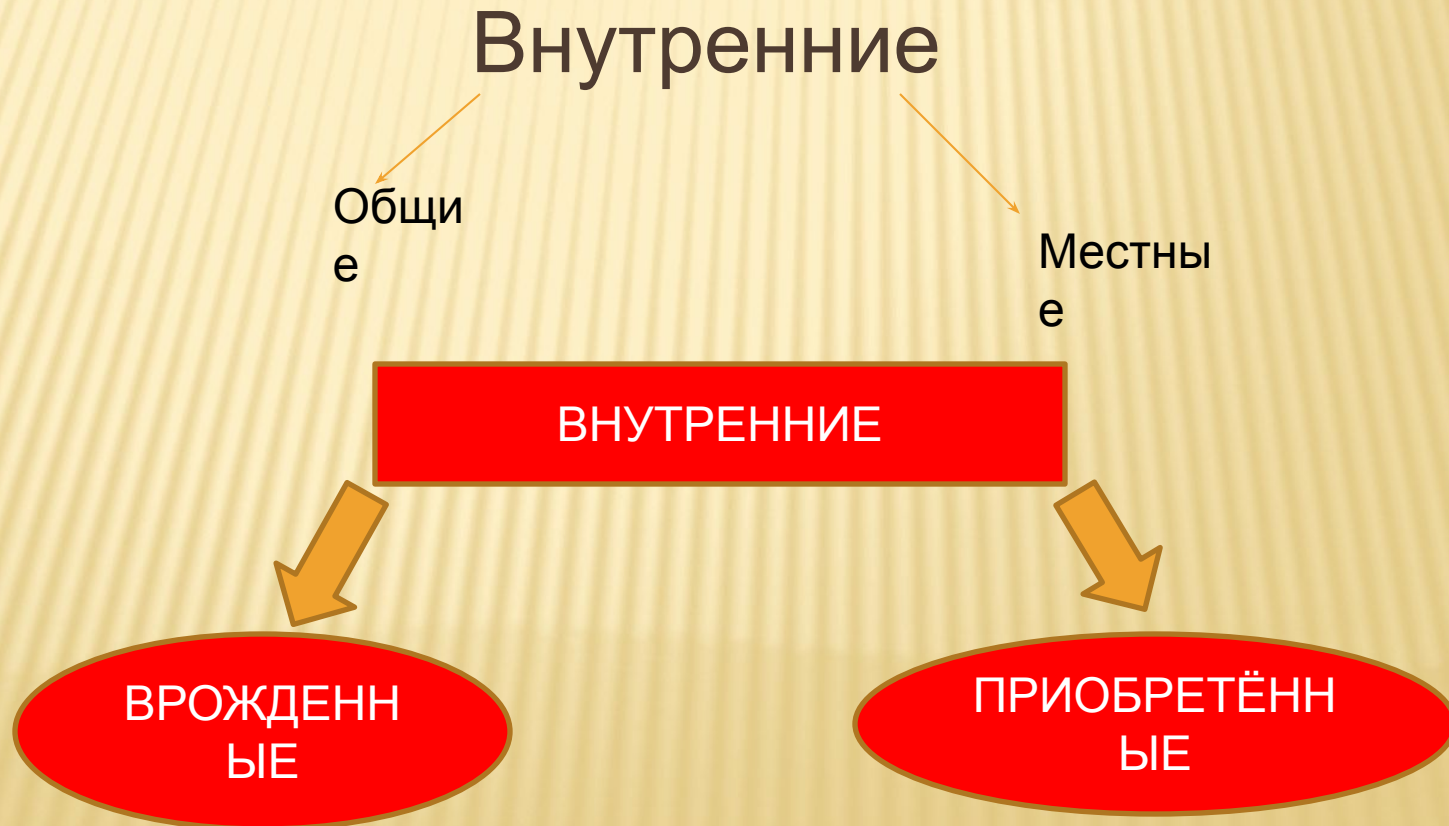 Внутренние
Общи
е
Местны
е
ВНУТРЕННИЕ
ВРОЖДЕНН
ЫЕ
ПРИОБРЕТЁНН
ЫЕ